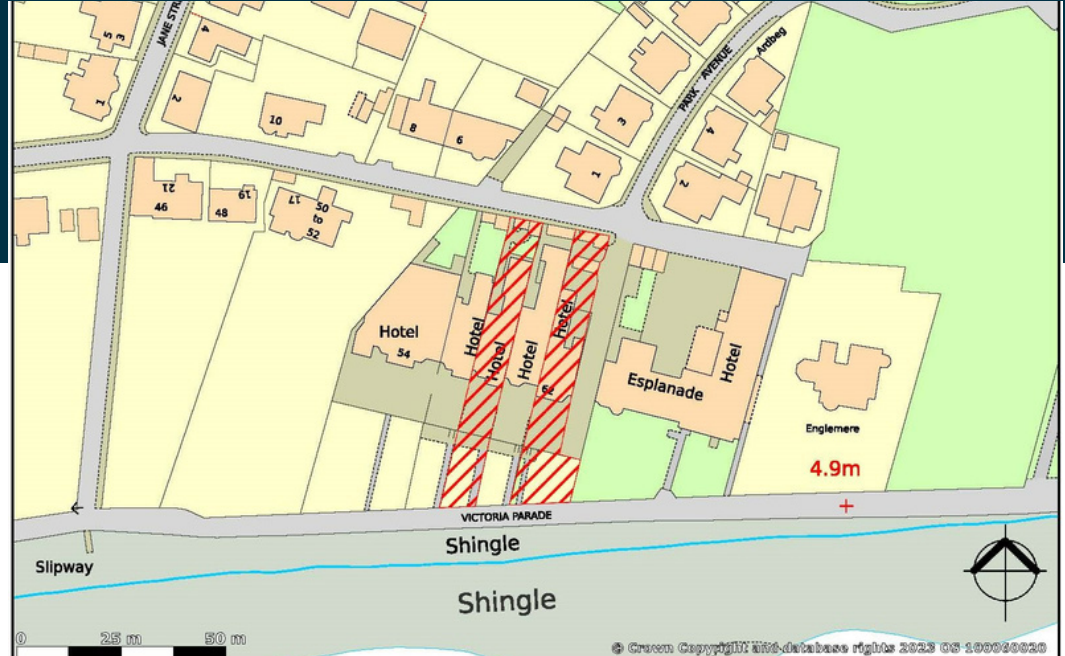 5
3
4
JANE STR
1
2
10
8
6
PARK AVENUE
Ardbeg
3
4
1
2
21
46
19
48
17
50
to
52
Hotel
54
Hotel
Hotel
Hotel
Hotel
62
Esplanade
Hotel
Englemere
4.9m
VICTORIA PARADE
Shingle
Slipway
Shingle
0 25 m 50 m
© Crown Copyright and database rights 2023 OS 100060020